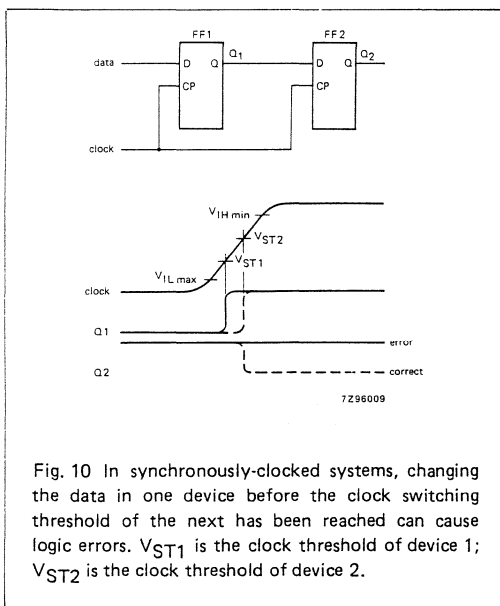 FF1 FF2
Q1 Q2
data D Q D Q
CP CP
clock
VIH min
VST2
VST1
VIL max
clock
Q1
error
Q2
correct
7Z96009
Fig. 10 In synchronously-clocked systems, changing
the data in one device before the clock switching
threshold of the next has been reached can cause
logic errors. VST1 is the clock threshold of device 1;
VST2 is the clock threshold of device 2.